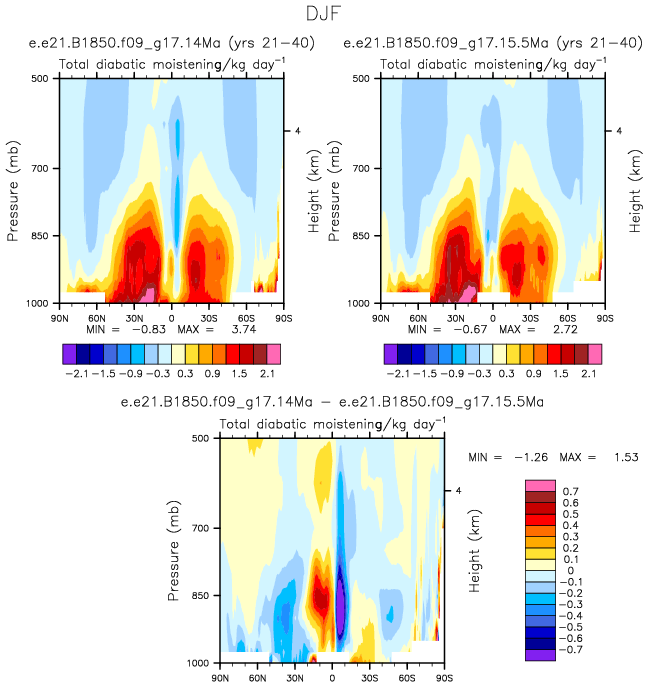 DJF
e.e21.B1850.f09_g17.14Ma (yrs 21−40)
e.e21.B1850.f09_g17.15.5Ma (yrs 21−40)
Total diabatic moistening/kg day−1
Total diabatic moistening/kg day−1
500
700
850
1000
Pressure (mb)
4
Height (km)
90N 60N 30N 0 30S 60S 90S
MIN = −0.83 MAX = 3.74
−2.1 −1.5 −0.9 −0.3 0.3 0.9 1.5 2.1
500
700
850
1000
Pressure (mb)
4
Height (km)
90N 60N 30N 0 30S 60S 90S
MIN = −0.67 MAX = 2.72
−2.1 −1.5 −0.9 −0.3 0.3 0.9 1.5 2.1
e.e21.B1850.f09_g17.14Ma − e.e21.B1850.f09_g17.15.5Ma
Total diabatic moistening/kg day−1
500
700
850
1000
Pressure (mb)
4
Height (km)
90N 60N 30N 0 30S 60S 90S
MIN = −1.26 MAX = 1.53
0.7
0.6
0.5
0.4
0.3
0.2
0.1
0
−0.1
−0.2
−0.3
−0.4
−0.5
−0.6
−0.7